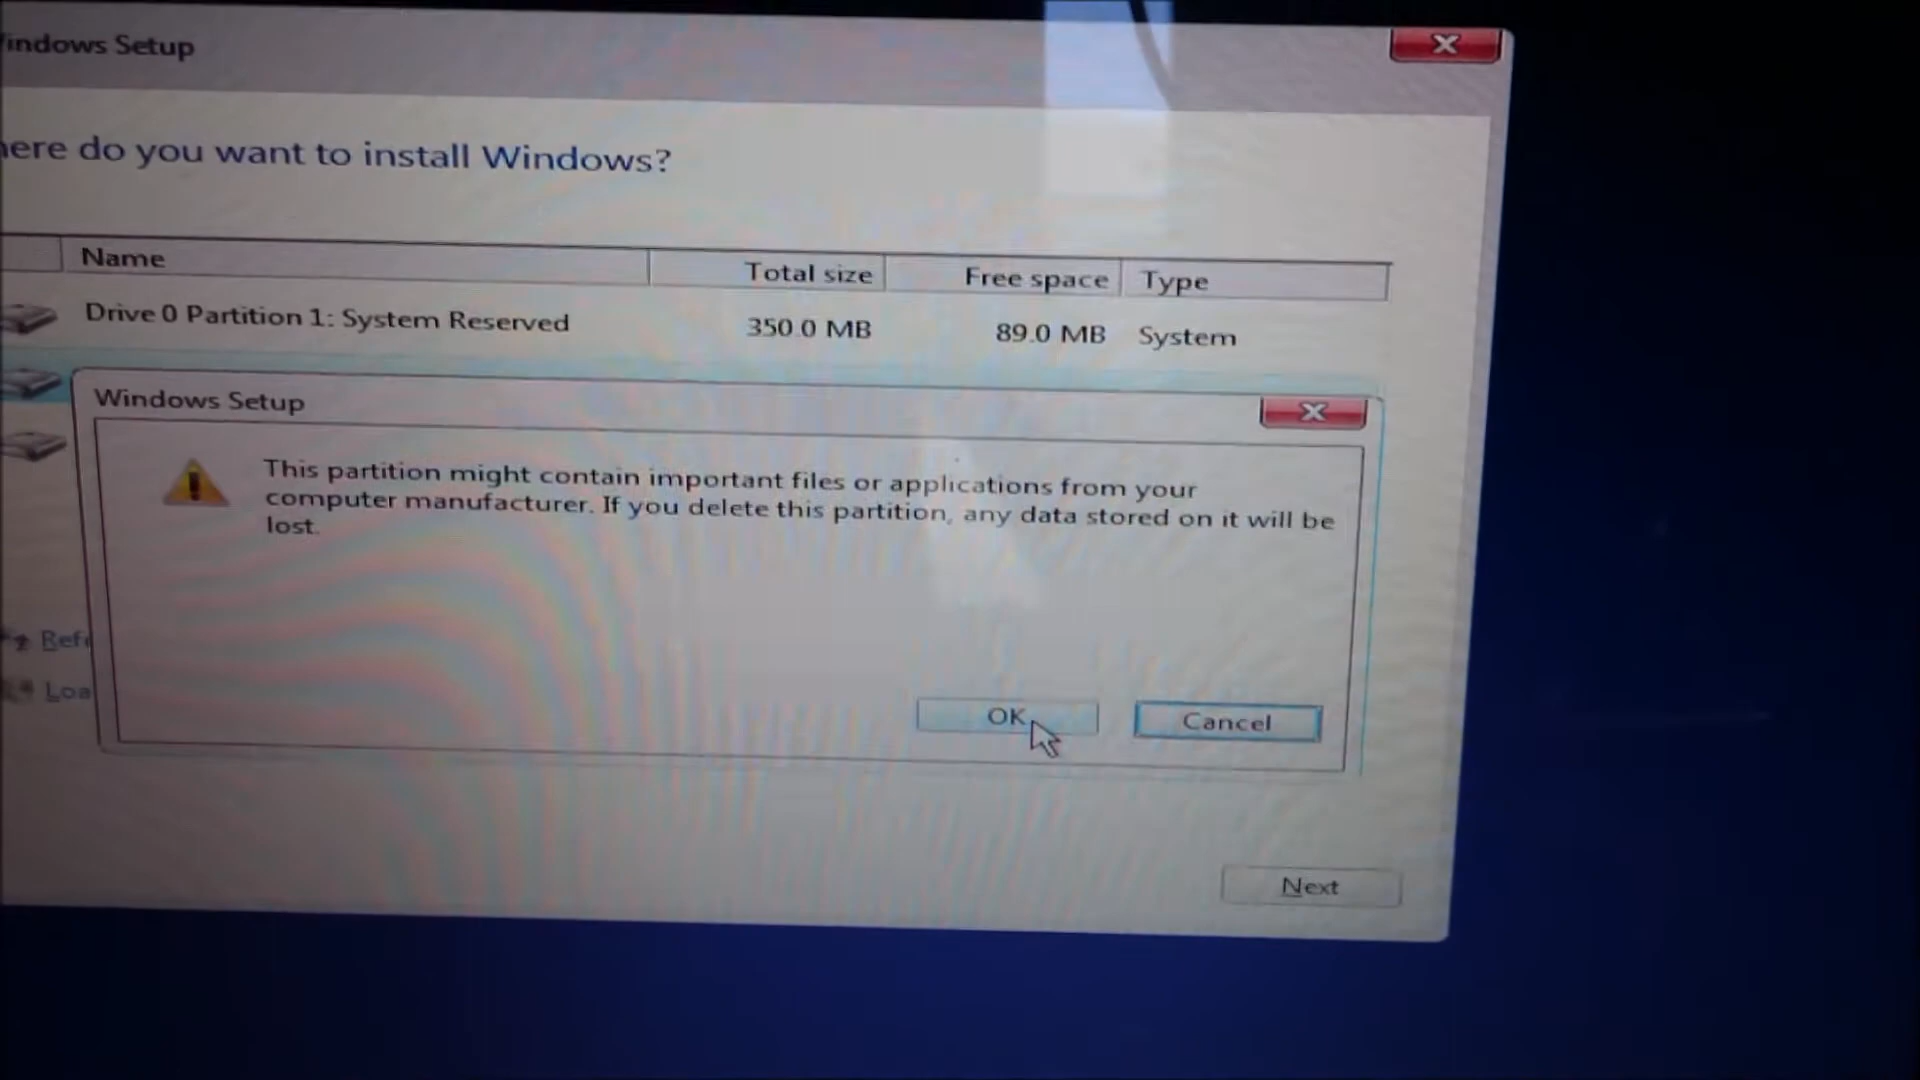 indows Setup
ere do you want to install Windows?
Name
Total size
Free space
Type
Drive 0 Partition 1: System Reserved
350.0 MB
89.0 MB
System
Windows Setup
This partition might contain important files or applications from your
computer manufacturer. If you delete this partition, any data stored on it will be
lost.
Refr
Loa
OK
Cancel
Next